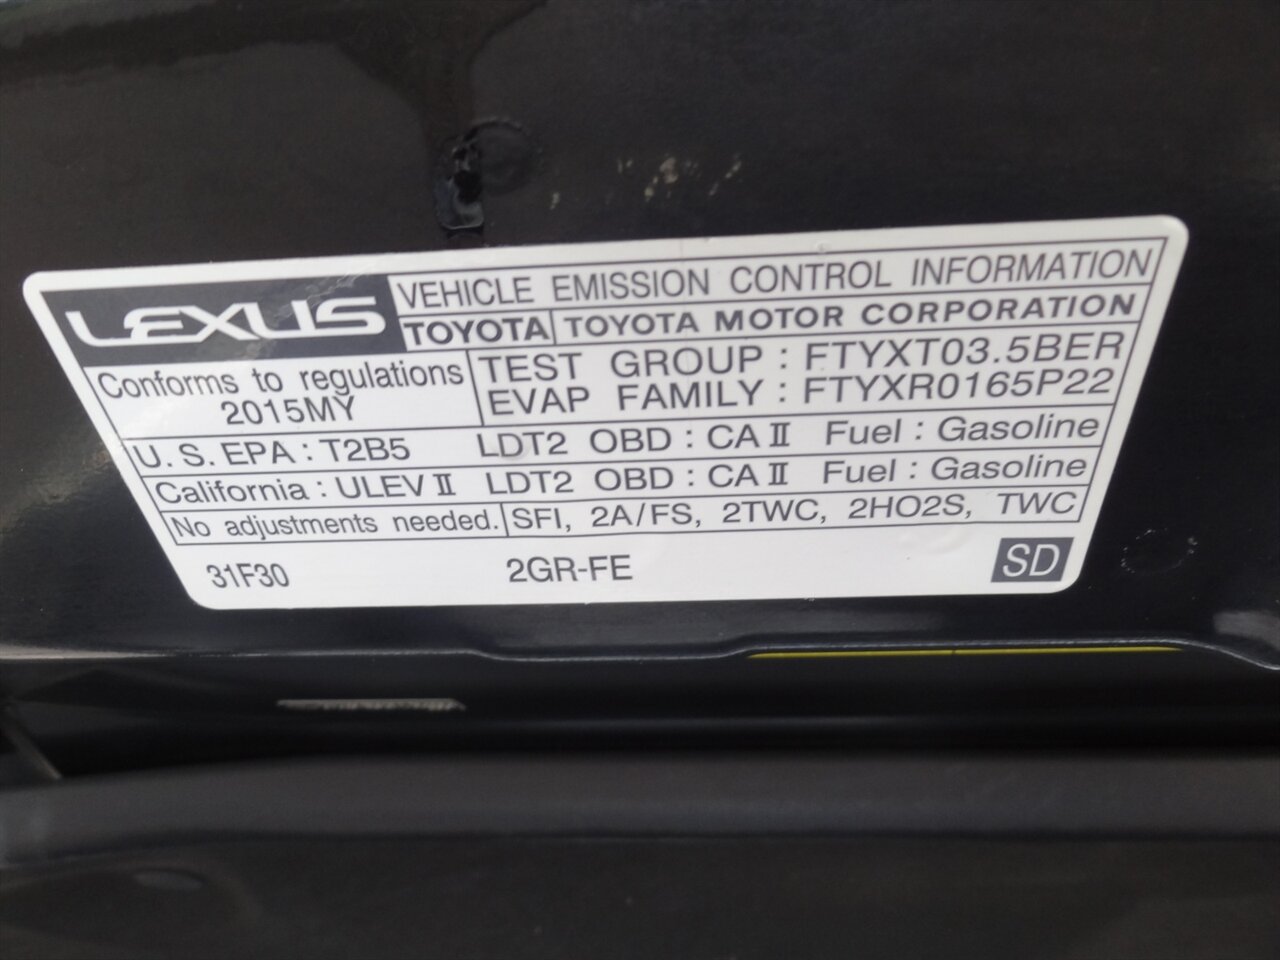 LEXUS VEHICLE EMISSION CONTROL INFORMATION
TOYOTA TOYOTA MOTOR CORPORATION
Conforms to regulations
2015MY
TEST GROUP : FTYXT03.5BER
EVAP FAMILY : FTYXR0165P22
U.S. EPA : T2B5 LDT2 OBD : CA II Fuel : Gasoline
California : ULEV II LDT2 OBD : CA II Fuel : Gasoline
No adjustments needed. SFI, 2A/FS, 2TWC, 2HO2S, TWC
31F30 2GR-FE SD